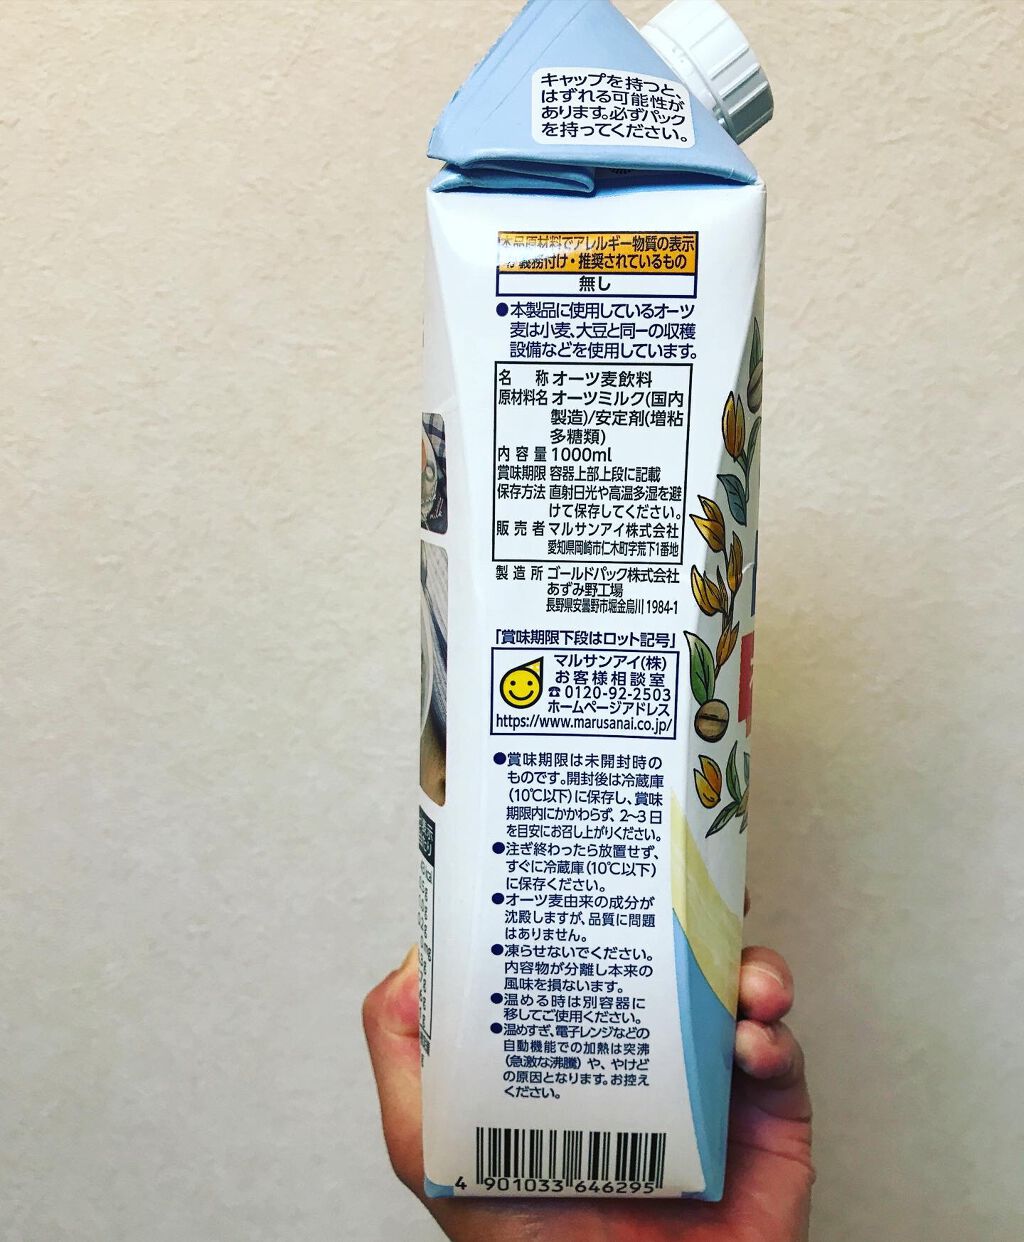 キャップを持つと、
はずれる可能性が
あります。必ずパック
を持ってください。
本品原材料でアレルギー物質の表示
が義務付け・推奨されているもの
無し
●本製品に使用しているオーツ
麦は小麦、大豆と同一の収穫
設備などを使用しています。
名 称 オーツ麦飲料
原材料名 オーツミルク(国内
製造)/安定剤(増粘
多糖類)
内容量 1000ml
賞味期限 容器上部上段に記載
保存方法 直射日光や高温多湿を避
けて保存してください。
販売者 マルサンアイ株式会社
愛知県岡崎市仁木町字荒下1番地
製造所 ゴールドパック株式会社
あずみ野工場
長野県安曇野市堀金烏川1984-1
「賞味期限下段はロット記号」
マルサンアイ(株)
お客様相談室
☎0120-92-2503
ホームページアドレス
https://www.marusanai.co.jp/
●賞味期限は未開封時の
ものです。開封後は冷蔵庫
(10℃以下)に保存し、賞味
期限内にかかわらず、2~3日
を目安にお召し上がりください。
●注ぎ終わったら放置せず、
すぐに冷蔵庫(10℃以下)
に保存ください。
●オーツ麦由来の成分が
沈殿しますが、品質に問題
はありません。
●凍らせないでください。
内容物が分離し本来の
風味を損ないます。
●温める時は別容器に
移してご使用ください。
●温めすぎ、電子レンジなどの
自動機能での加熱は突沸
(急激な沸騰)や、やけど
の原因となります。お控え
ください。
4 901033 646295